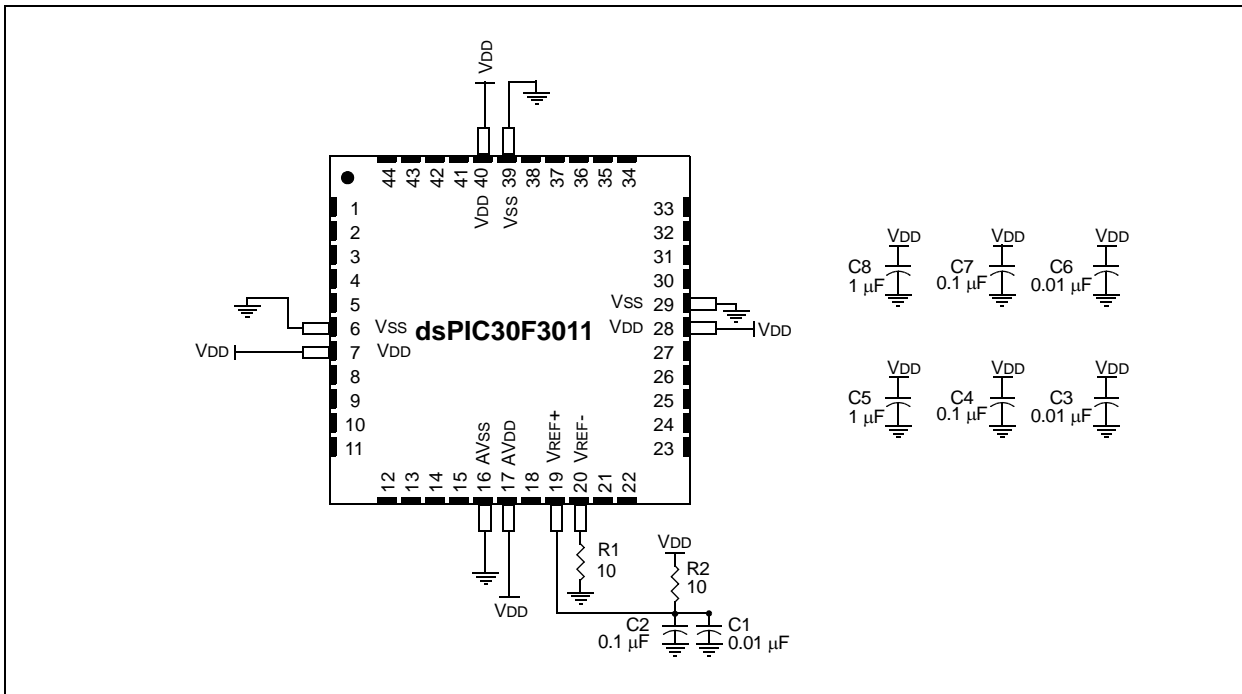 VDD
44 43 42 41 40 39 38 37 36 35 34
VDD VSS
1
2
3
4
5
6 VSS
7 VDD
8
9
10
11
VDD
dsPIC30F3011
33
32
31
30
VSS 29
VDD 28
27
26
25
24
23
VDD
AVSS AVDD VREF+ VREF-
12 13 14 15 16 17 18 19 20 21 22
VDD
R1
10
VDD
R2
10
C2
0.1 µF
C1
0.01 µF
VDD
C8
1 µF
VDD
C7
0.1 µF
VDD
C6
0.01 µF
VDD
C5
1 µF
VDD
C4
0.1 µF
VDD
C3
0.01 µF